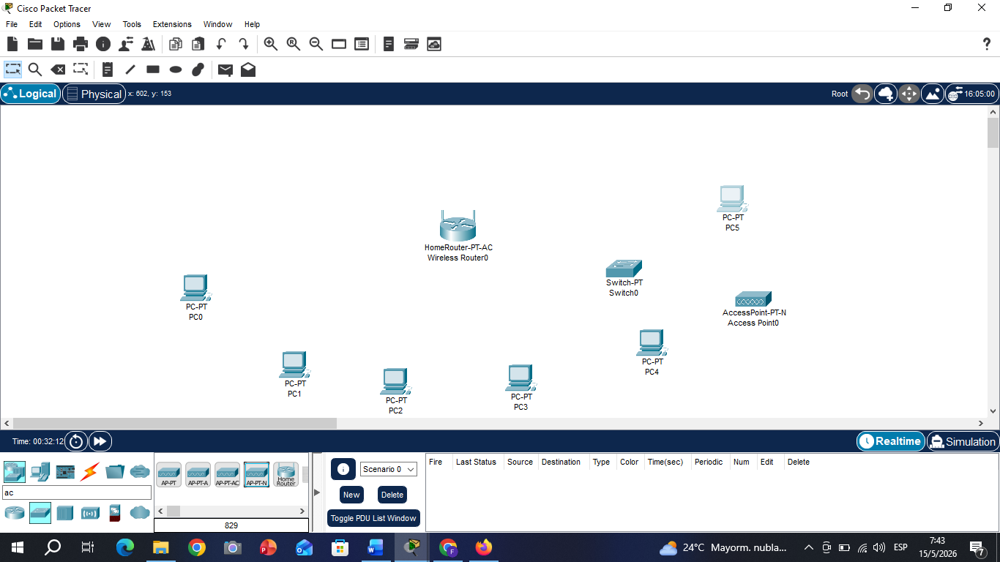 Cisco Packet Tracer
File Edit Options View Tools Extensions Window Help
Logical Physical x: 602, y: 153 Root 16:05:00
PC-PT
PC5
HomeRouter-PT-AC
Wireless Router0
Switch-PT
Switch0
PC-PT
PC0
AccessPoint-PT-N
Access Point0
PC-PT
PC4
PC-PT
PC1
PC-PT
PC2
PC-PT
PC3
Time: 00:32:12 Realtime Simulation
ac
AP-PT AP-PT-A AP-PT-AC AP-PT-N Home Router
829
Scenario 0
New Delete
Toggle PDU List Window
Fire Last Status Source Destination Type Color Time(sec) Periodic Num Edit Delete
24°C Mayorm. nubla... ESP 7:43
15/5/2026
7